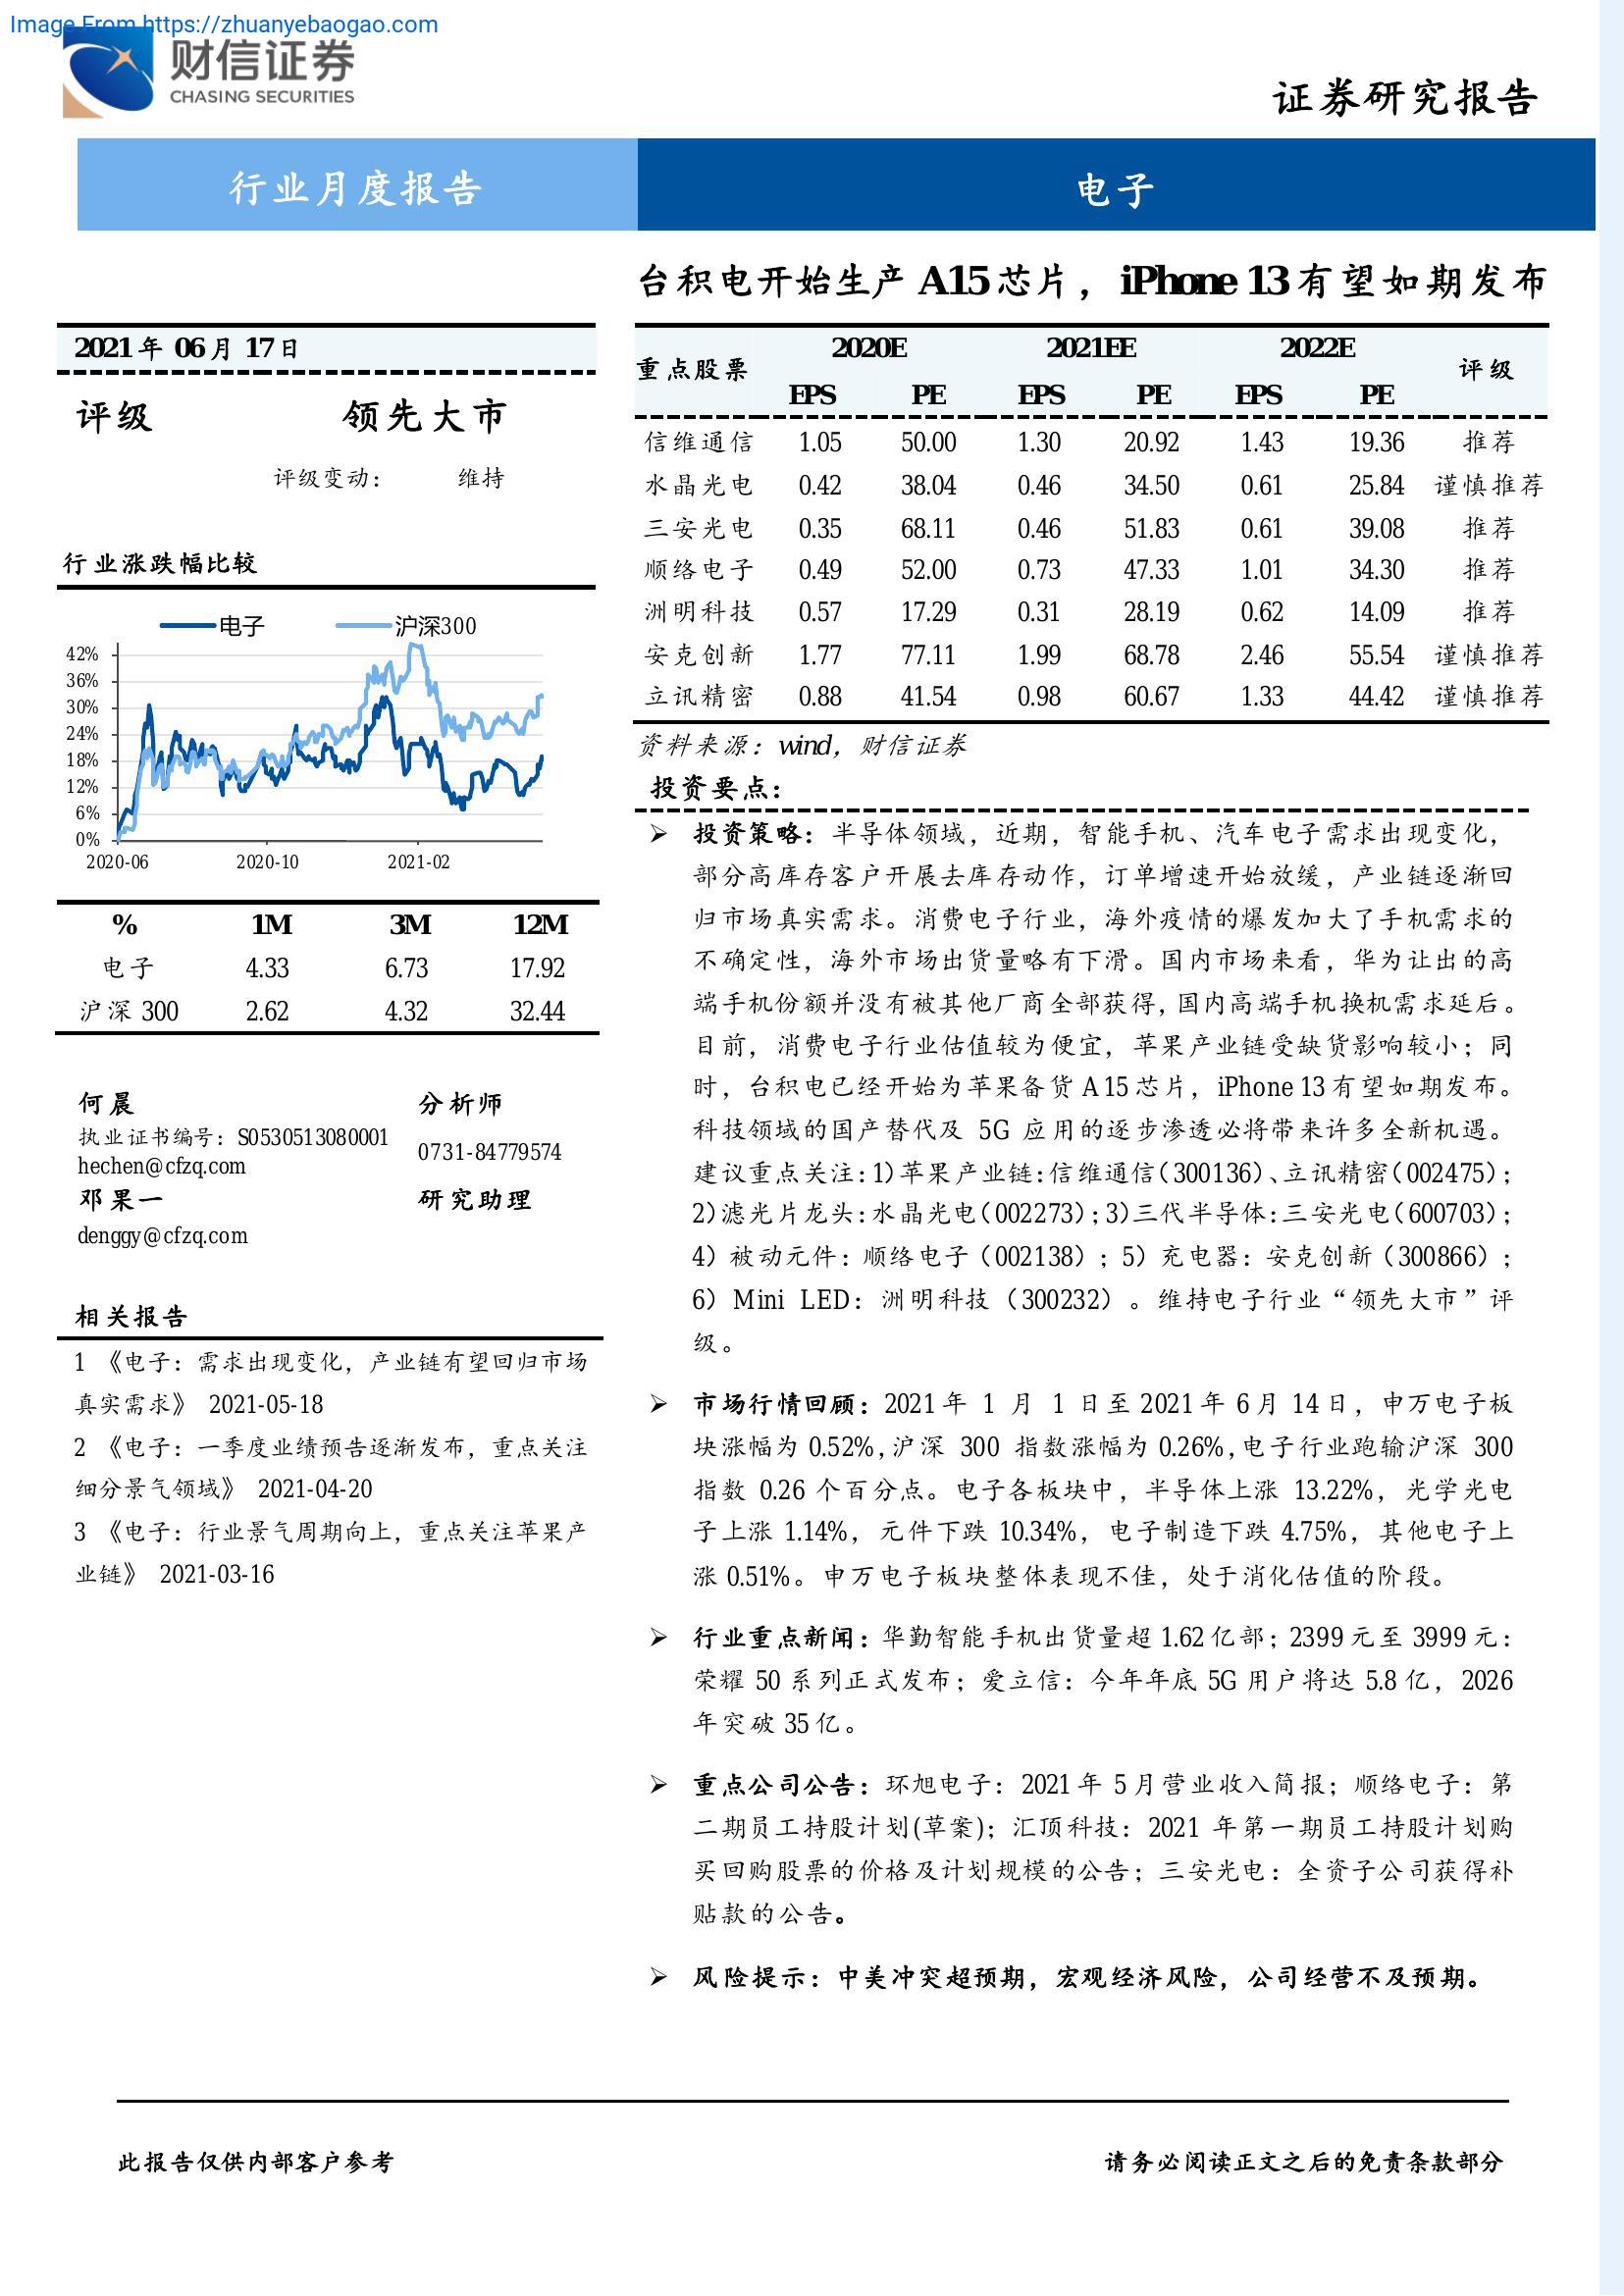 Image From https://zhuanyebaogao.com
财信证券
CHASING SECURITIES
证券研究报告
行业月度报告
电子
台积电开始生产 A15 芯片，iPhone 13 有望如期发布
2021 年 06 月 17 日
评级 领先大市
评级变动： 维持
行业涨跌幅比较
电子 沪深300
42%
36%
30%
24%
18%
12%
6%
0%
2020-06 2020-10 2021-02
% 1M 3M 12M
电子 4.33 6.73 17.92
沪深 300 2.62 4.32 32.44
何晨 分析师
执业证书编号：S0530513080001
0731-84779574
hechen@cfzq.com
邓果一 研究助理
denggy@cfzq.com
相关报告
1 《电子：需求出现变化，产业链有望回归市场
真实需求》 2021-05-18
2 《电子：一季度业绩预告逐渐发布，重点关注
细分景气领域》 2021-04-20
3 《电子：行业景气周期向上，重点关注苹果产
业链》 2021-03-16
重点股票 2020E 2021EE 2022E 评级
EPS PE EPS PE EPS PE
信维通信 1.05 50.00 1.30 20.92 1.43 19.36 推荐
水晶光电 0.42 38.04 0.46 34.50 0.61 25.84 谨慎推荐
三安光电 0.35 68.11 0.46 51.83 0.61 39.08 推荐
顺络电子 0.49 52.00 0.73 47.33 1.01 34.30 推荐
洲明科技 0.57 17.29 0.31 28.19 0.62 14.09 推荐
安克创新 1.77 77.11 1.99 68.78 2.46 55.54 谨慎推荐
立讯精密 0.88 41.54 0.98 60.67 1.33 44.42 谨慎推荐
资料来源：wind，财信证券
投资要点：
➢ 投资策略：半导体领域，近期，智能手机、汽车电子需求出现变化，
部分高库存客户开展去库存动作，订单增速开始放缓，产业链逐渐回
归市场真实需求。消费电子行业，海外疫情的爆发加大了手机需求的
不确定性，海外市场出货量略有下滑。国内市场来看，华为让出的高
端手机份额并没有被其他厂商全部获得，国内高端手机换机需求延后。
目前，消费电子行业估值较为便宜，苹果产业链受缺货影响较小；同
时，台积电已经开始为苹果备货 A15 芯片，iPhone 13 有望如期发布。
科技领域的国产替代及 5G 应用的逐步渗透必将带来许多全新机遇。
建议重点关注：1）苹果产业链：信维通信（300136）、立讯精密（002475）；
2）滤光片龙头：水晶光电（002273）；3）三代半导体：三安光电（600703）；
4）被动元件：顺络电子（002138）；5）充电器：安克创新（300866）；
6）Mini LED：洲明科技（300232）。维持电子行业“领先大市”评
级。
➢ 市场行情回顾：2021 年 1 月 1 日至 2021 年 6 月 14 日，申万电子板
块涨幅为 0.52%，沪深 300 指数涨幅为 0.26%，电子行业跑输沪深 300
指数 0.26 个百分点。电子各板块中，半导体上涨 13.22%，光学光电
子上涨 1.14%，元件下跌 10.34%，电子制造下跌 4.75%，其他电子上
涨 0.51%。申万电子板块整体表现不佳，处于消化估值的阶段。
➢ 行业重点新闻：华勤智能手机出货量超 1.62 亿部；2399 元至 3999 元：
荣耀 50 系列正式发布；爱立信：今年年底 5G 用户将达 5.8 亿，2026
年突破 35 亿。
➢ 重点公司公告：环旭电子：2021 年 5 月营业收入简报；顺络电子：第
二期员工持股计划(草案)；汇顶科技：2021 年第一期员工持股计划购
买回购股票的价格及计划规模的公告；三安光电：全资子公司获得补
贴款的公告。
➢ 风险提示：中美冲突超预期，宏观经济风险，公司经营不及预期。
此报告仅供内部客户参考 请务必阅读正文之后的免责条款部分